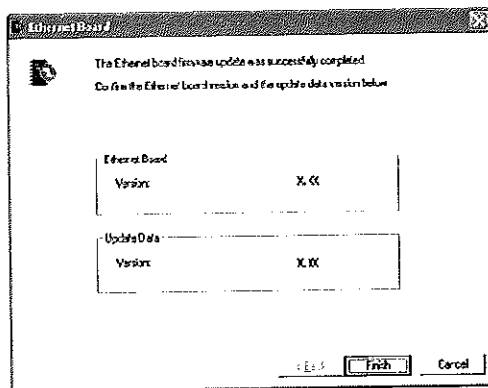 Ethernet Board
The Ethernet board firmware update was successfully completed.
Confirm the Ethernet board version and the update data version below.
Ethernet Board
Version: X.XX
Update Data
Version: X.XX
< Back
Finish
Cancel